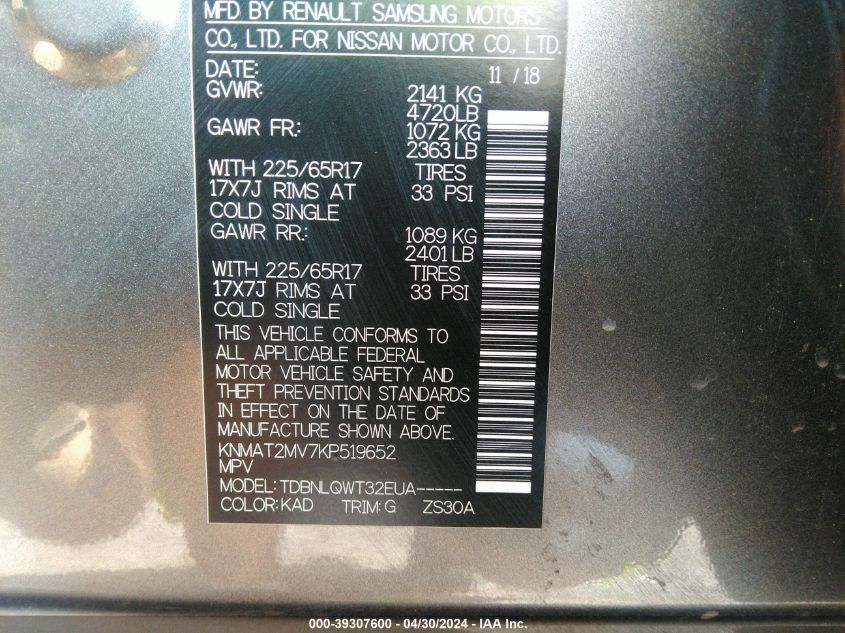 MFD BY RENAULT SAMSUNG MOTORS
CO., LTD. FOR NISSAN MOTOR CO., LTD.
DATE: 11 / 18
GVWR: 2141 KG
4720LB
GAWR FR: 1072 KG
2363LB
WITH 225/65R17 TIRES
17X7J RIMS AT 33 PSI
COLD SINGLE
GAWR RR: 1089 KG
2401LB
WITH 225/65R17 TIRES
17X7J RIMS AT 33 PSI
COLD SINGLE
THIS VEHICLE CONFORMS TO
ALL APPLICABLE FEDERAL
MOTOR VEHICLE SAFETY AND
THEFT PREVENTION STANDARDS
IN EFFECT ON THE DATE OF
MANUFACTURE SHOWN ABOVE.
KNMAT2MV7KP519652
MPV
MODEL:TDBNLQWT32EUA-----
COLOR:KAD TRIM:G ZS30A
000-39307600 / 04/30/2024 - IAA Inc.